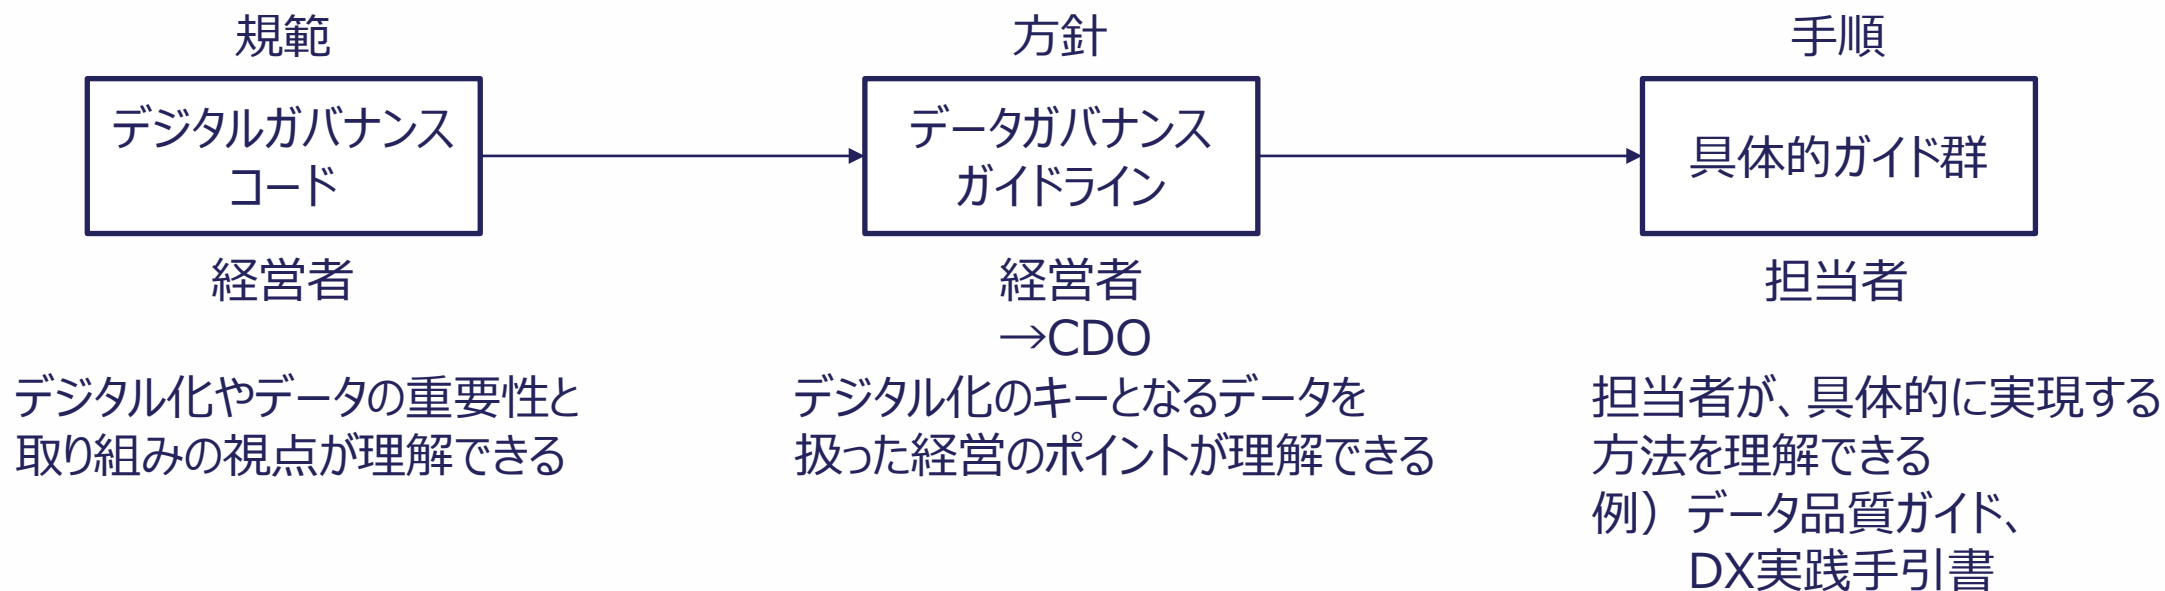 規範
デジタルガバナンス
コード
経営者
デジタル化やデータの重要性と
取り組みの視点が理解できる
方針
データガバナンス
ガイドライン
経営者
→CDO
デジタル化のキーとなるデータを
扱った経営のポイントが理解できる
手順
具体的ガイド群
担当者
担当者が、具体的に実現する
方法を理解できる
例）データ品質ガイド、
DX実践手引書